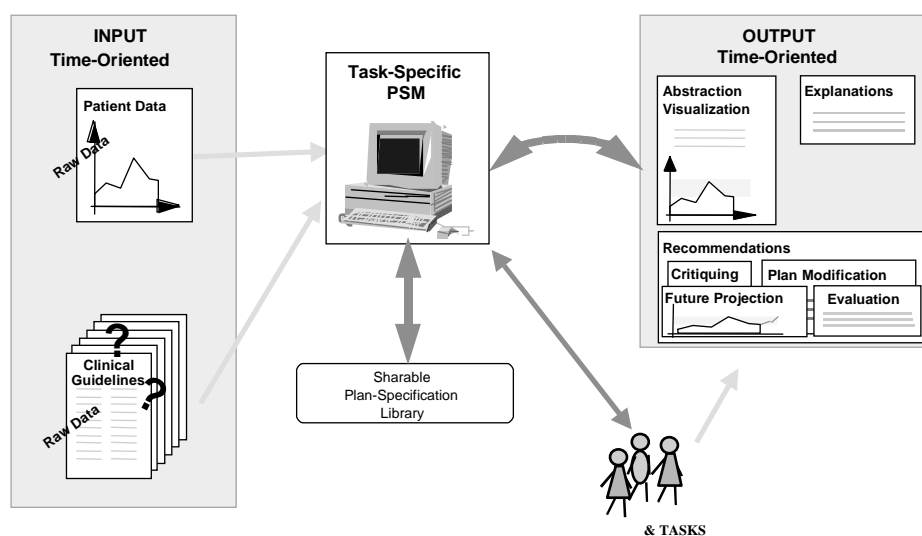 INPUT
Time-Oriented
Patient Data
Raw Data
?
Clinical
Guidelines
?
Raw Data
Task-Specific
PSM
Sharable
Plan-Specification
Library
OUTPUT
Time-Oriented
Abstraction
Visualization
Explanations
Recommendations
Critiquing
Plan Modification
Future Projection
Evaluation
& TASKS